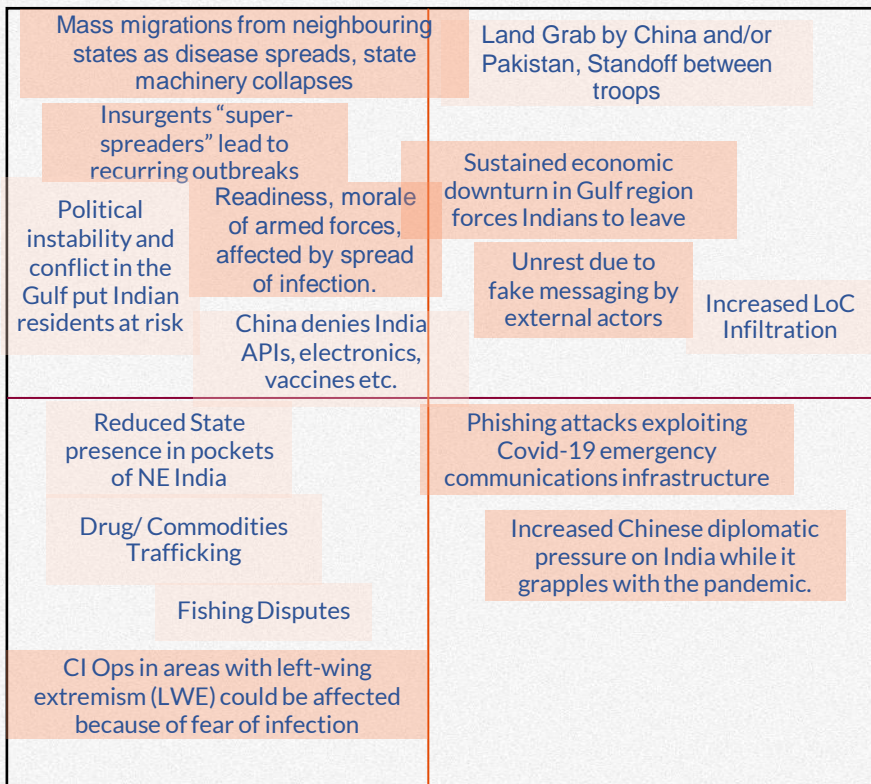 Mass migrations from neighbouring
states as disease spreads, state
machinery collapses
Land Grab by China and/or
Pakistan, Standoff between
troops
Insurgents “super-
spreaders” lead to
recurring outbreaks
Sustained economic
downturn in Gulf region
forces Indians to leave
Political
instability and
conflict in the
Gulf put Indian
residents at risk
Readiness, morale
of armed forces,
affected by spread
of infection.
Unrest due to
fake messaging by
external actors
Increased LoC
Infiltration
China denies India
APIs, electronics,
vaccines etc.
Reduced State
presence in pockets
of NE India
Phishing attacks exploiting
Covid-19 emergency
communications infrastructure
Drug/ Commodities
Trafficking
Increased Chinese diplomatic
pressure on India while it
grapples with the pandemic.
Fishing Disputes
CI Ops in areas with left-wing
extremism (LWE) could be affected
because of fear of infection